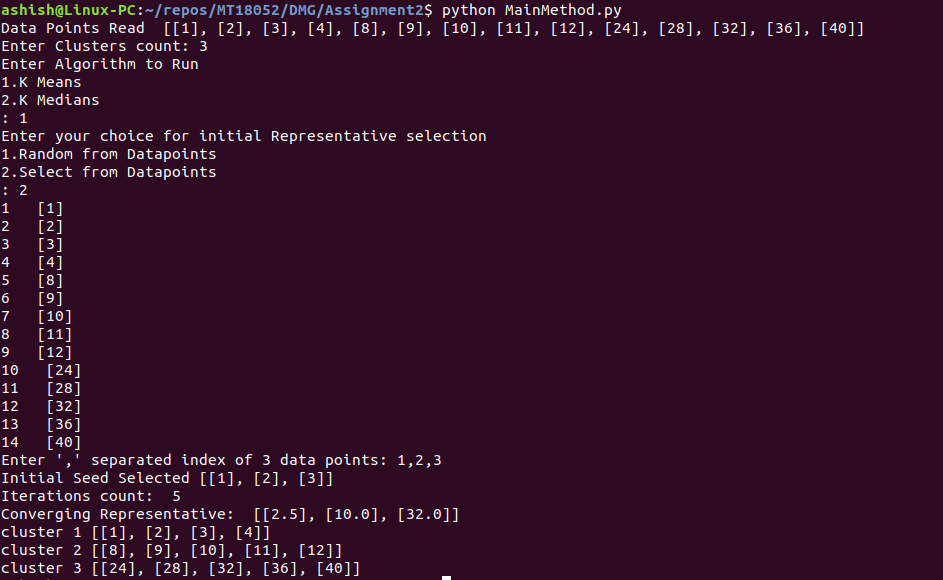 ashish@Linux-PC:~/repos/MT18052/DMG/Assignment2$ python MainMethod.py
Data Points Read  [[1], [2], [3], [4], [8], [9], [10], [11], [12], [24], [28], [32], [36], [40]]
Enter Clusters count: 3
Enter Algorithm to Run
1.K Means
2.K Medians
: 1
Enter your choice for initial Representative selection
1.Random from Datapoints
2.Select from Datapoints
: 2
1   [1]
2   [2]
3   [3]
4   [4]
5   [8]
6   [9]
7   [10]
8   [11]
9   [12]
10   [24]
11   [28]
12   [32]
13   [36]
14   [40]
Enter ',' separated index of 3 data points: 1,2,3
Initial Seed Selected [[1], [2], [3]]
Iterations count:  5
Converging Representative:  [[2.5], [10.0], [32.0]]
cluster 1 [[1], [2], [3], [4]]
cluster 2 [[8], [9], [10], [11], [12]]
cluster 3 [[24], [28], [32], [36], [40]]